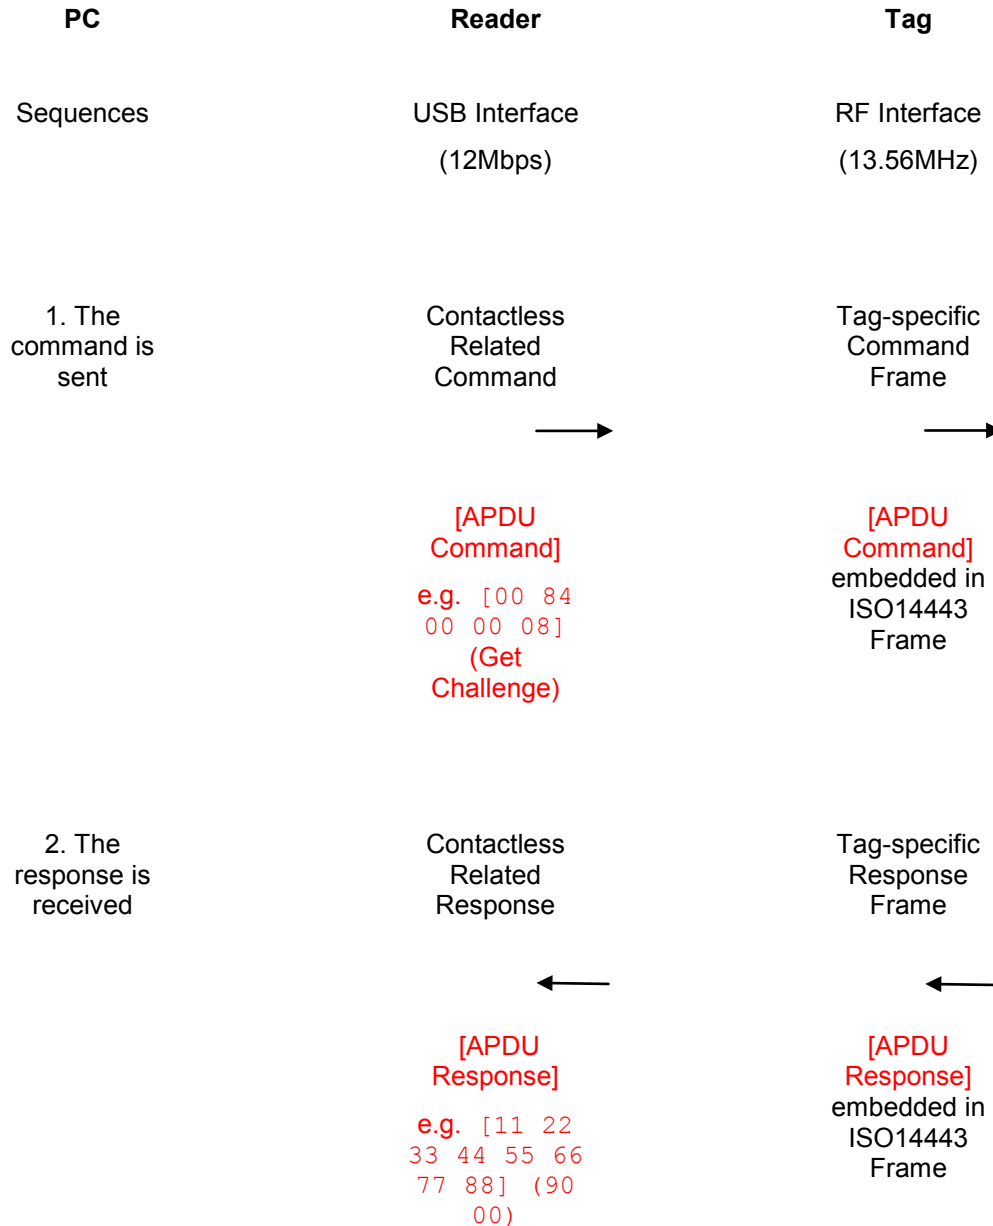 PC Reader Tag
Sequences USB Interface RF Interface
(12Mbps) (13.56MHz)
1. The
command is
sent
Contactless
Related
Command
Tag-specific
Command
Frame
[APDU
Command]
e.g. [00 84
00 00 08]
(Get
Challenge)
[APDU
Command]
embedded in
ISO14443
Frame
2. The
response is
received
Contactless
Related
Response
Tag-specific
Response
Frame
[APDU
Response]
e.g. [11 22
33 44 55 66
77 88] (90
00)
[APDU
Response]
embedded in
ISO14443
Frame